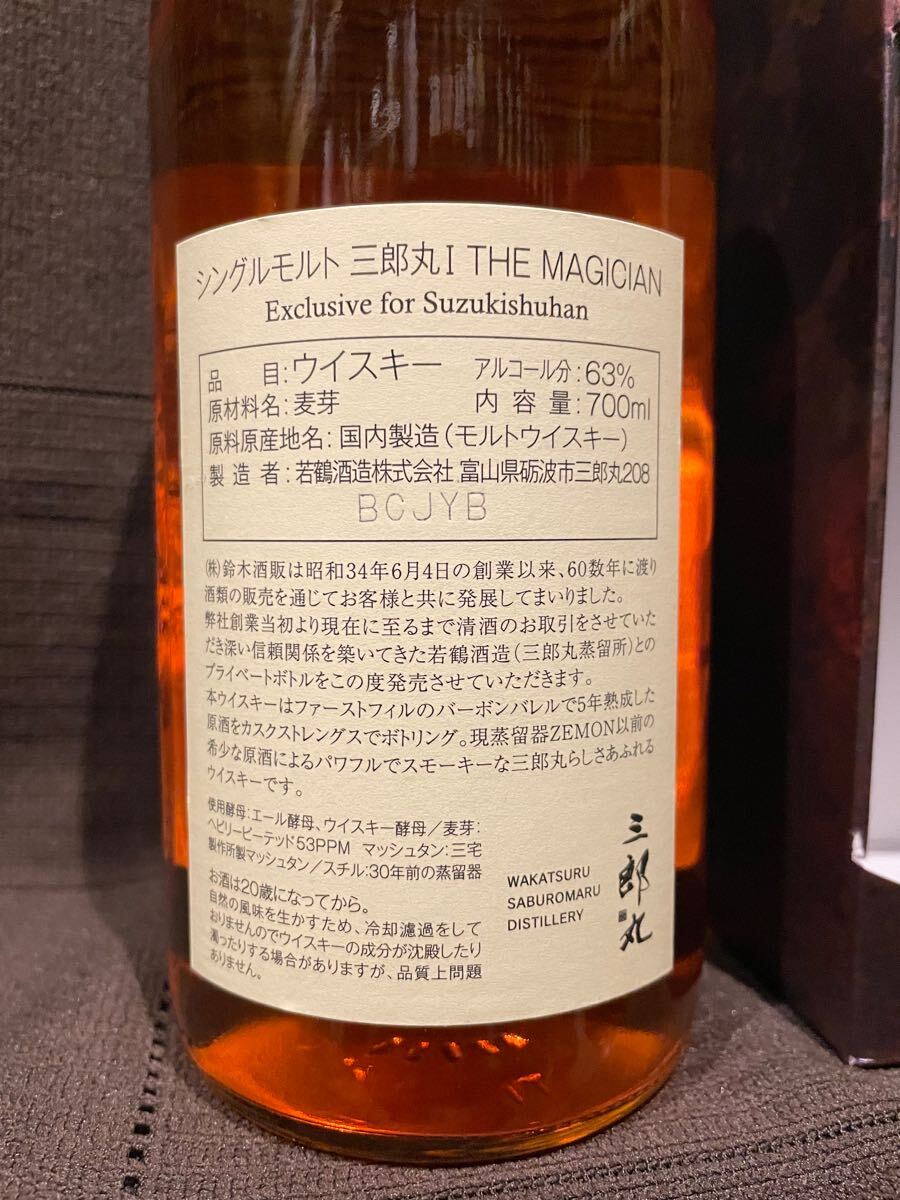 シングルモルト 三郎丸I THE MAGICIAN
Exclusive for Suzukishuhan
品 目:ウイスキー アルコール分:63%
原材料名:麦芽 内容量:700ml
原料原産地名:国内製造(モルトウイスキー)
製造者:若鶴酒造株式会社 富山県砺波市三郎丸208
BCJYB
㈱鈴木酒販は昭和34年6月4日の創業以来、60数年に渡り
酒類の販売を通じてお客様と共に発展してまいりました。
弊社創業当初より現在に至るまで清酒のお取引をさせていた
だき深い信頼関係を築いてきた若鶴酒造(三郎丸蒸留所)との
プライベートボトルをこの度発売させていただきます。
本ウイスキーはファーストフィルのバーボンバレルで5年熟成した
原酒をカスクストレングスでボトリング。現蒸留器ZEMON以前の
希少な原酒によるパワフルでスモーキーな三郎丸らしさあふれる
ウイスキーです。
使用酵母:エール酵母、ウイスキー酵母/麦芽:
ヘビリーピーテッド53PPM マッシュタン:三宅
製作所製マッシュタン/スチル:30年前の蒸留器
お酒は20歳になってから。
自然の風味を生かすため、冷却濾過をして
おりませんのでウイスキーの成分が沈殿したり
濁ったりする場合がありますが、品質上問題
ありません。
WAKATSURU
SABUROMARU
DISTILLERY
三郎丸